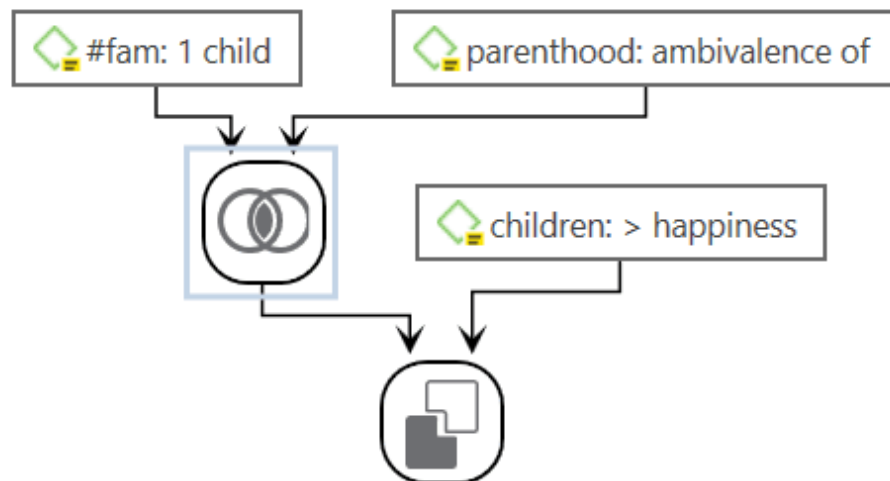 #fam: 1 child
parenthood: ambivalence of
children: > happiness